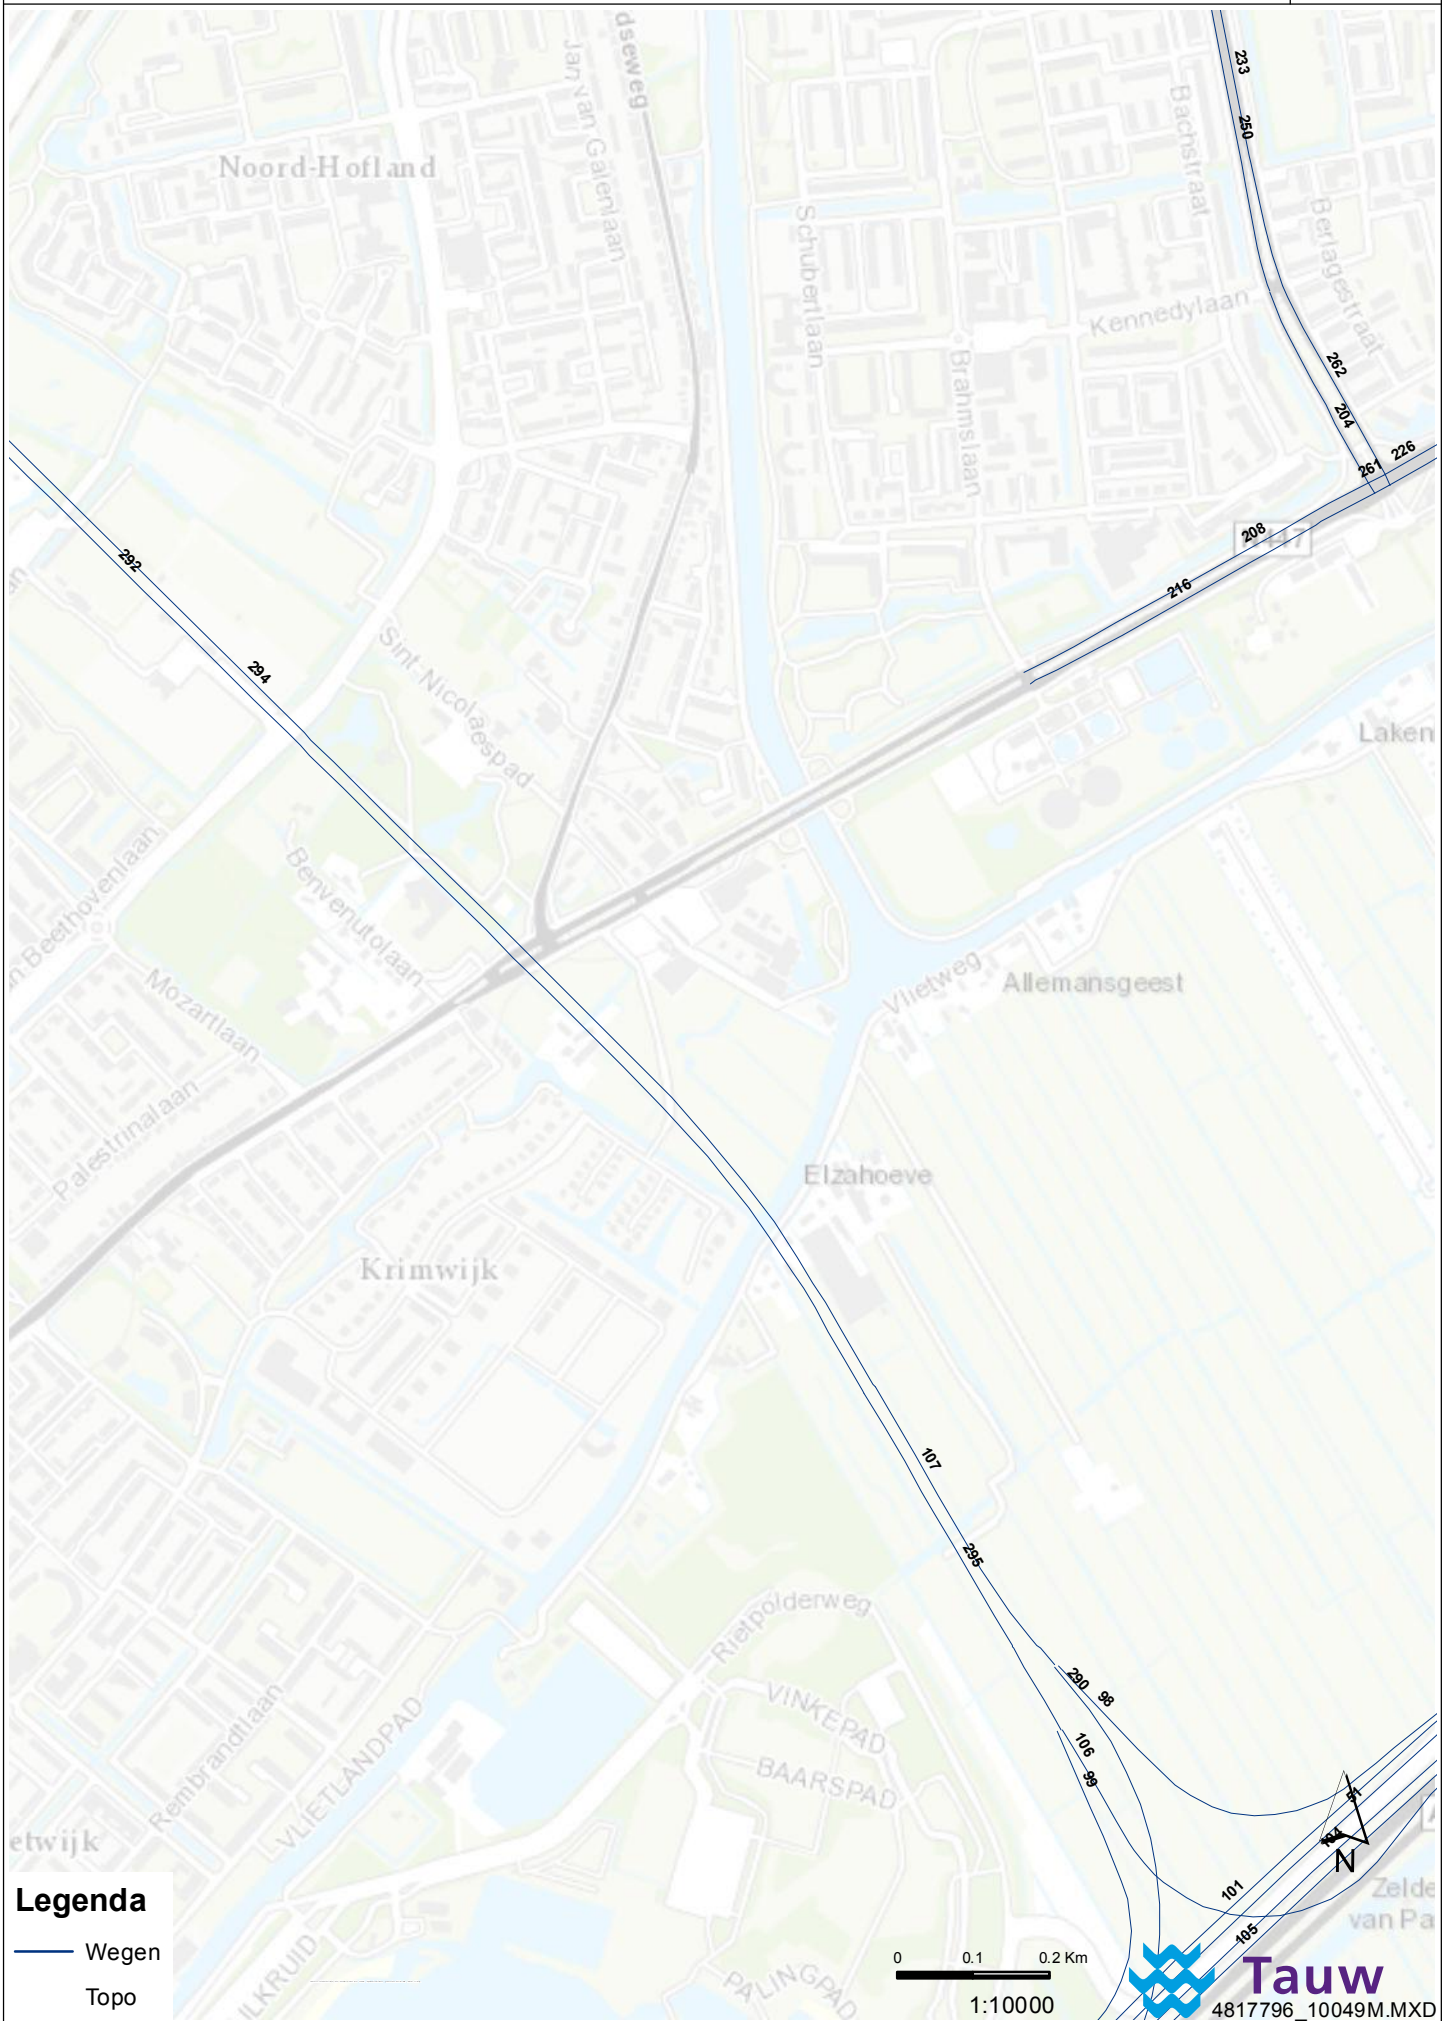 dseweg
Jan van Galenlaan
233
250
Bachstraat
Noord-Hofland
Schubertlaan
Berlagestraat
Kennedylaan
Brahmslaan
262
204
261
226
208
216
292
294
Sint-Nicolaespad
Laken
Benvenutolaan
n Beethovenlaan
Mozartlaan
Vlietweg
Allemansgeest
Palestrinalaan
Elzahoeve
Krimwijk
107
295
Rietpolderweg
290
98
VINKEPAD
106
99
BAARSPAD
Rembrandtlaan
VLIETLANDPAD
51
etwijk
N
101
105
Zelde
van Pa
Legenda
Wegen
Topo
ILKRUID
PALINGPAD
0 0.1 0.2 Km
1:10000
Tauw
4817796_10049M.MXD